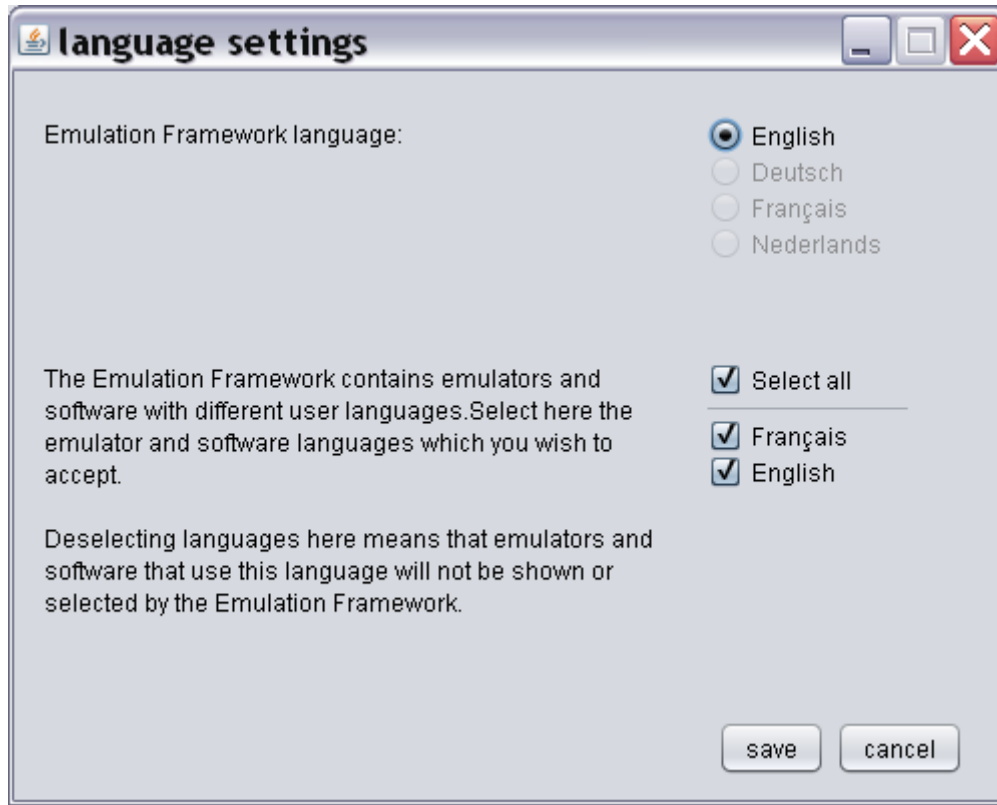 language settings
Emulation Framework language:
English
Deutsch
Français
Nederlands
The Emulation Framework contains emulators and
software with different user languages.Select here the
emulator and software languages which you wish to
accept.
Select all
Français
English
Deselecting languages here means that emulators and
software that use this language will not be shown or
selected by the Emulation Framework.
save
cancel